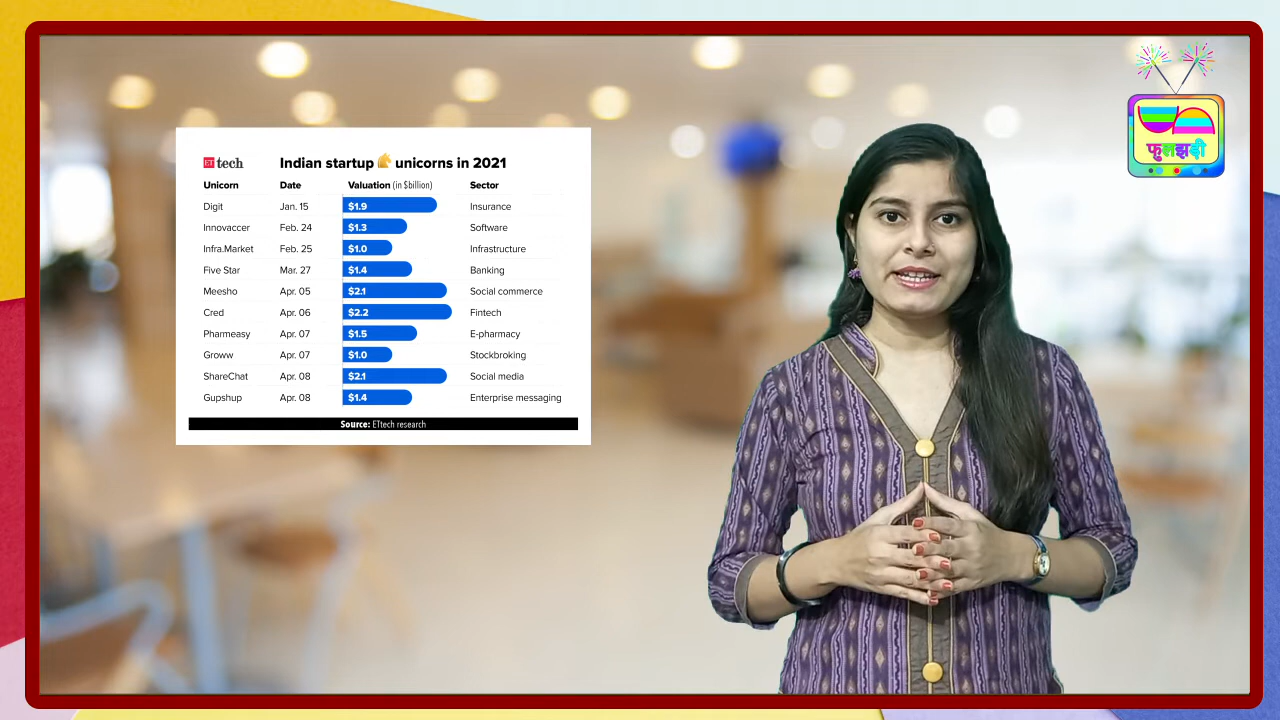 फुलझड़ी
ET tech
Indian startup unicorns in 2021
Unicorn Date Valuation (in $billion) Sector
Digit Jan. 15 $1.9 Insurance
Innovaccer Feb. 24 $1.3 Software
Infra.Market Feb. 25 $1.0 Infrastructure
Five Star Mar. 27 $1.4 Banking
Meesho Apr. 05 $2.1 Social commerce
Cred Apr. 06 $2.2 Fintech
Pharmeasy Apr. 07 $1.5 E-pharmacy
Groww Apr. 07 $1.0 Stockbroking
ShareChat Apr. 08 $2.1 Social media
Gupshup Apr. 08 $1.4 Enterprise messaging
Source: ETtech research